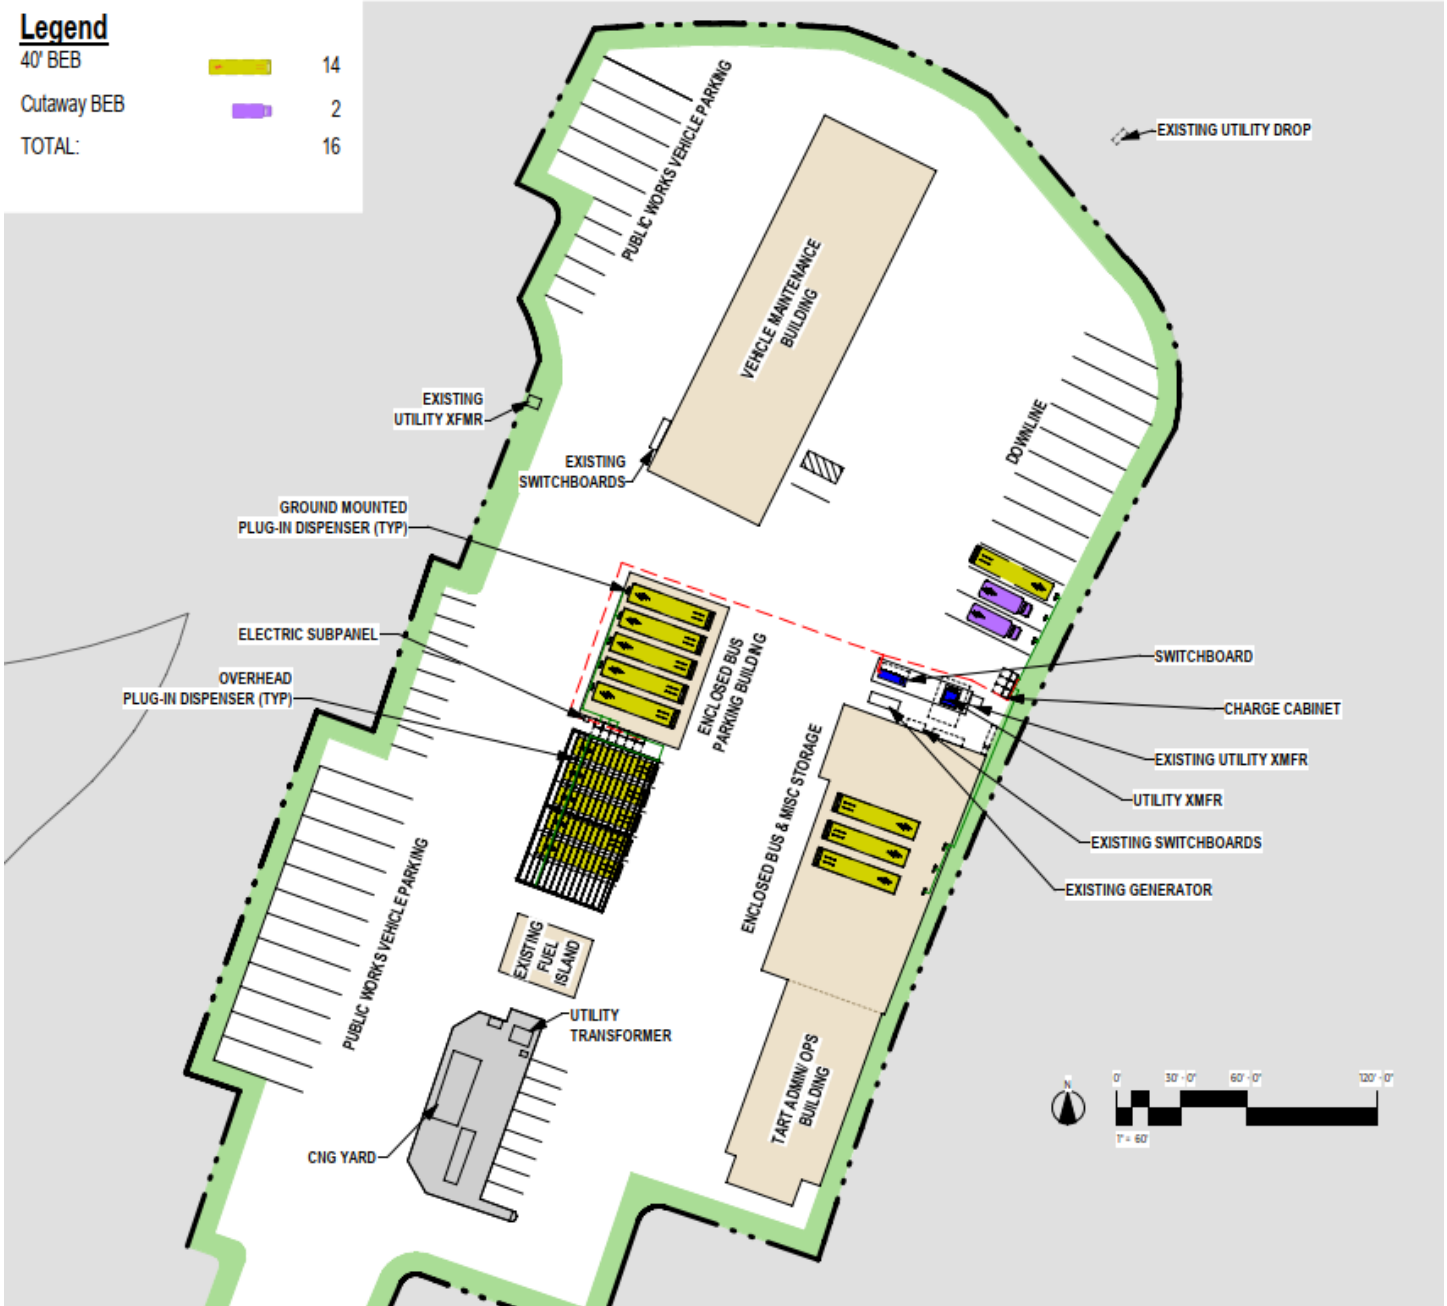 Legend
40' BEB 14
Cutaway BEB 2
TOTAL: 16
EXISTING UTILITY DROP
PUBLIC WORKS VEHICLE PARKING
VEHICLE MAINTENANCE
BUILDING
EXISTING
UTILITY XFMR
DOWNLINE
EXISTING
SWITCHBOARDS
GROUND MOUNTED
PLUG-IN DISPENSER (TYP)
ELECTRIC SUBPANEL
OVERHEAD
PLUG-IN DISPENSER (TYP)
ENCLOSED BUS
PARKING BUILDING
SWITCHBOARD
CHARGE CABINET
EXISTING UTILITY XMFR
UTILITY XMFR
EXISTING SWITCHBOARDS
EXISTING GENERATOR
ENCLOSED BUS & MISC STORAGE
PUBLIC WORKS VEHICLE PARKING
EXISTING
FUEL
ISLAND
UTILITY
TRANSFORMER
CNG YARD
TART ADMIN/ OPS
BUILDING
N
0' 30' - 0" 60' - 0" 120' - 0"
1" = 60'